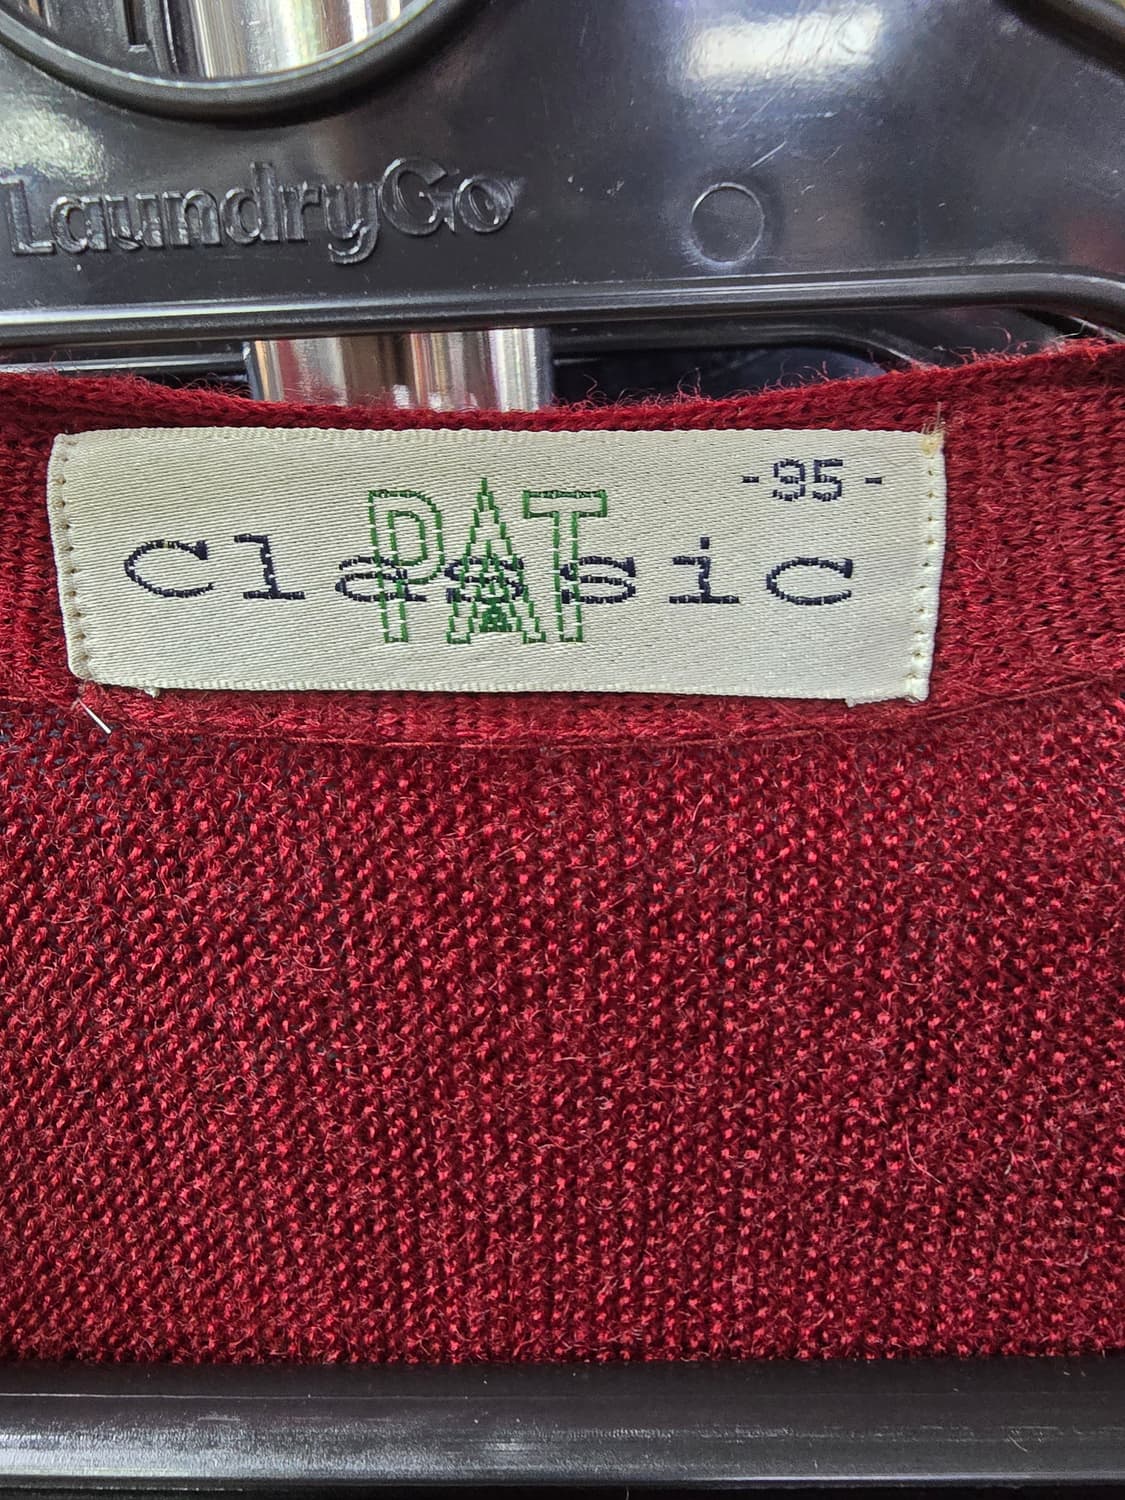 LaundryGo
-95-
PAT
Classic